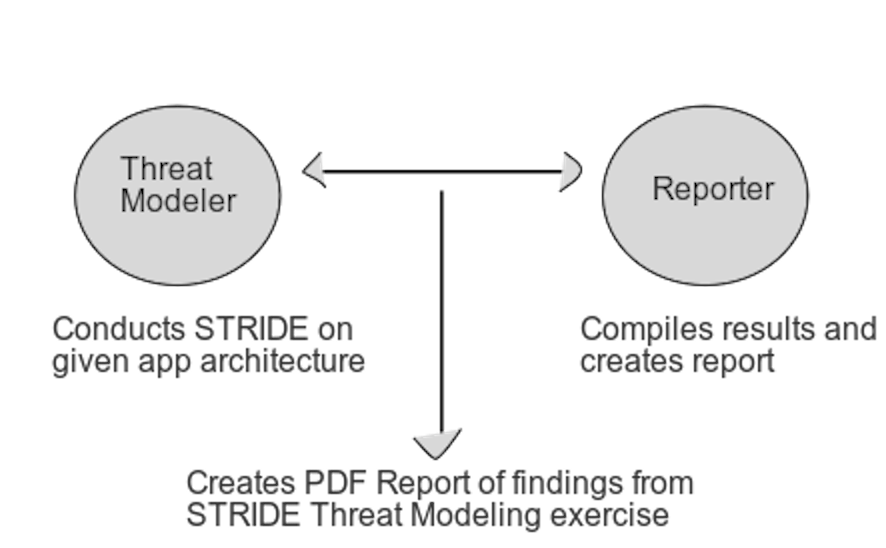 Threat
Modeler
Reporter
Conducts STRIDE on
given app architecture
Compiles results and
creates report
Creates PDF Report of findings from
STRIDE Threat Modeling exercise